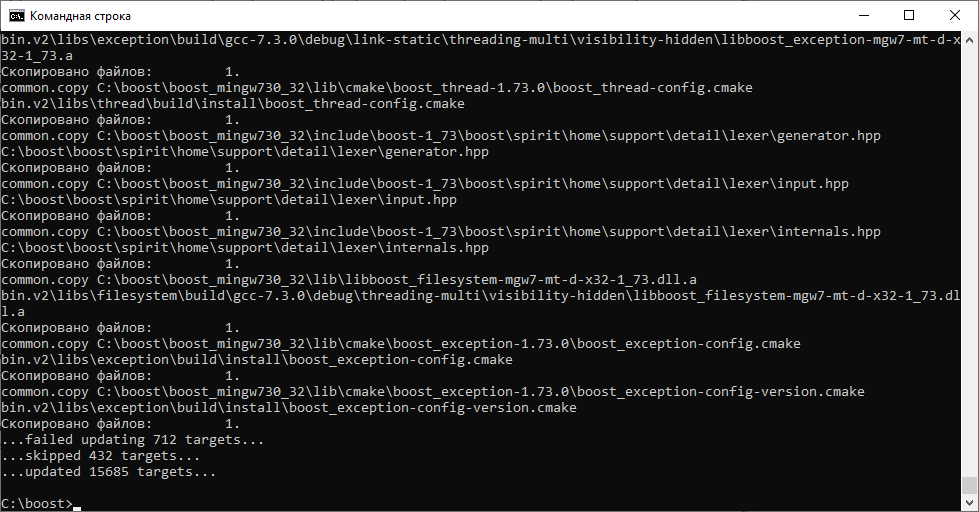 Командная строка
bin.v2\libs\exception\build\gcc-7.3.0\debug\link-static\threading-multi\visibility-hidden\libboost_exception-mgw7-mt-d-x
32-1_73.a
Скопировано файлов:         1.
common.copy C:\boost\boost_mingw730_32\lib\cmake\boost_thread-1.73.0\boost_thread-config.cmake
bin.v2\libs\thread\build\install\boost_thread-config.cmake
Скопировано файлов:         1.
common.copy C:\boost\boost_mingw730_32\include\boost-1_73\boost\spirit\home\support\detail\lexer\generator.hpp
C:\boost\boost\spirit\home\support\detail\lexer\generator.hpp
Скопировано файлов:         1.
common.copy C:\boost\boost_mingw730_32\include\boost-1_73\boost\spirit\home\support\detail\lexer\input.hpp
C:\boost\boost\spirit\home\support\detail\lexer\input.hpp
Скопировано файлов:         1.
common.copy C:\boost\boost_mingw730_32\include\boost-1_73\boost\spirit\home\support\detail\lexer\internals.hpp
C:\boost\boost\spirit\home\support\detail\lexer\internals.hpp
Скопировано файлов:         1.
common.copy C:\boost\boost_mingw730_32\lib\libboost_filesystem-mgw7-mt-d-x32-1_73.dll.a
bin.v2\libs\filesystem\build\gcc-7.3.0\debug\threading-multi\visibility-hidden\libboost_filesystem-mgw7-mt-d-x32-1_73.dl
l.a
Скопировано файлов:         1.
common.copy C:\boost\boost_mingw730_32\lib\cmake\boost_exception-1.73.0\boost_exception-config.cmake
bin.v2\libs\exception\build\install\boost_exception-config.cmake
Скопировано файлов:         1.
common.copy C:\boost\boost_mingw730_32\lib\cmake\boost_exception-1.73.0\boost_exception-config-version.cmake
bin.v2\libs\exception\build\install\boost_exception-config-version.cmake
Скопировано файлов:         1.
...failed updating 712 targets...
...skipped 432 targets...
...updated 15685 targets...
C:\boost>